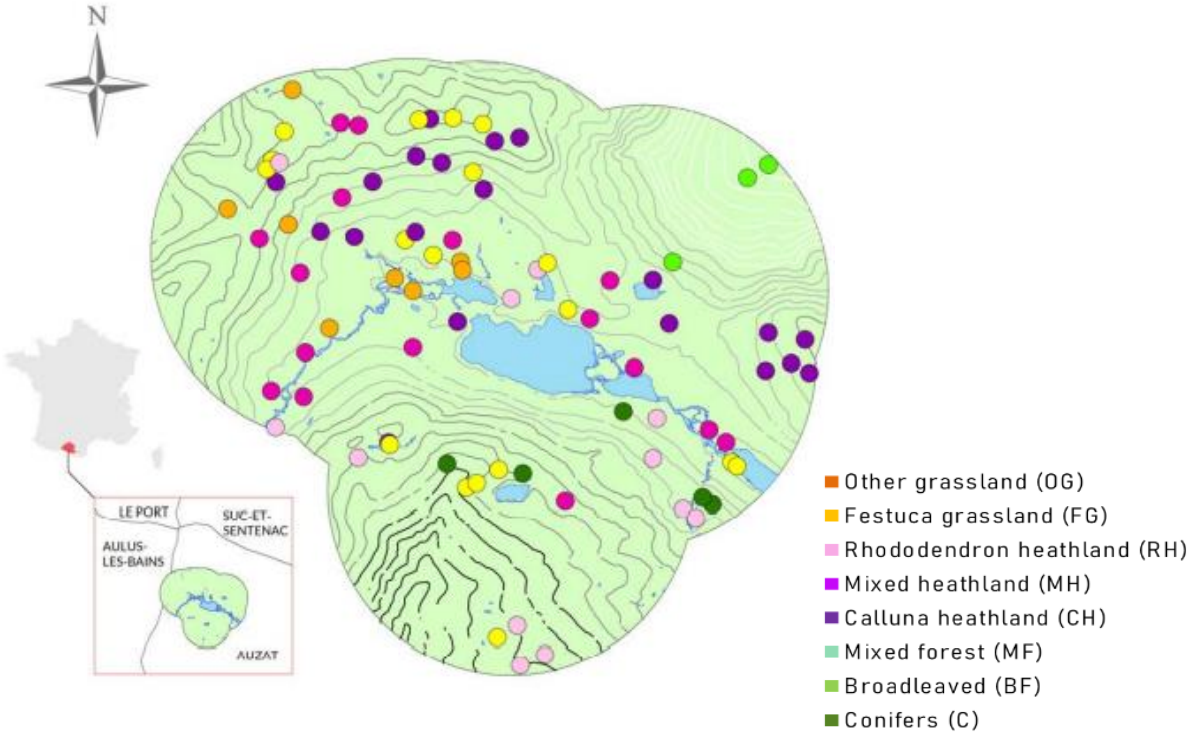 N
LE PORT
SUC-ET-
SENTENAC
AULUS-
LES-BAINS
AUZAT
Other grassland (OG)
Festuca grassland (FG)
Rhododendron heathland (RH)
Mixed heathland (MH)
Calluna heathland (CH)
Mixed forest (MF)
Broadleaved (BF)
Conifers (C)